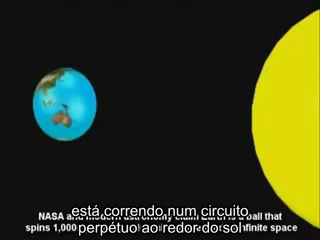 NASA and modern astronomy claim Earth is a ball that
está correndo num circuito
spins 1,000
perpétuo ao redor do sol
infinite space